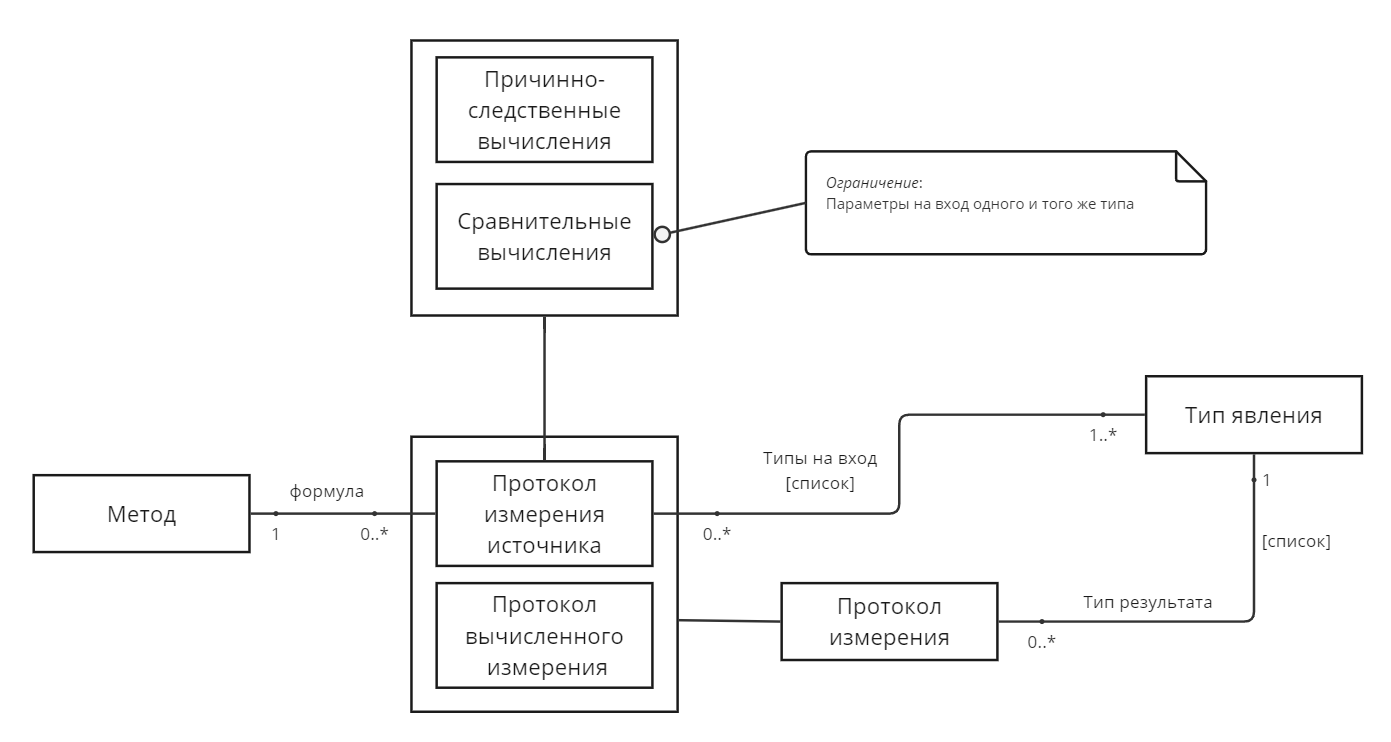 Причинно-
следственные
вычисления
Сравнительные
вычисления
Ограничение:
Параметры на вход одного и того же типа
Тип явления
1..*
Типы на вход
[список]
1
Метод
формула
1
0..*
Протокол
измерения
источника
0..*
[список]
Протокол
вычисленного
измерения
Протокол
измерения
Тип результата
0..*